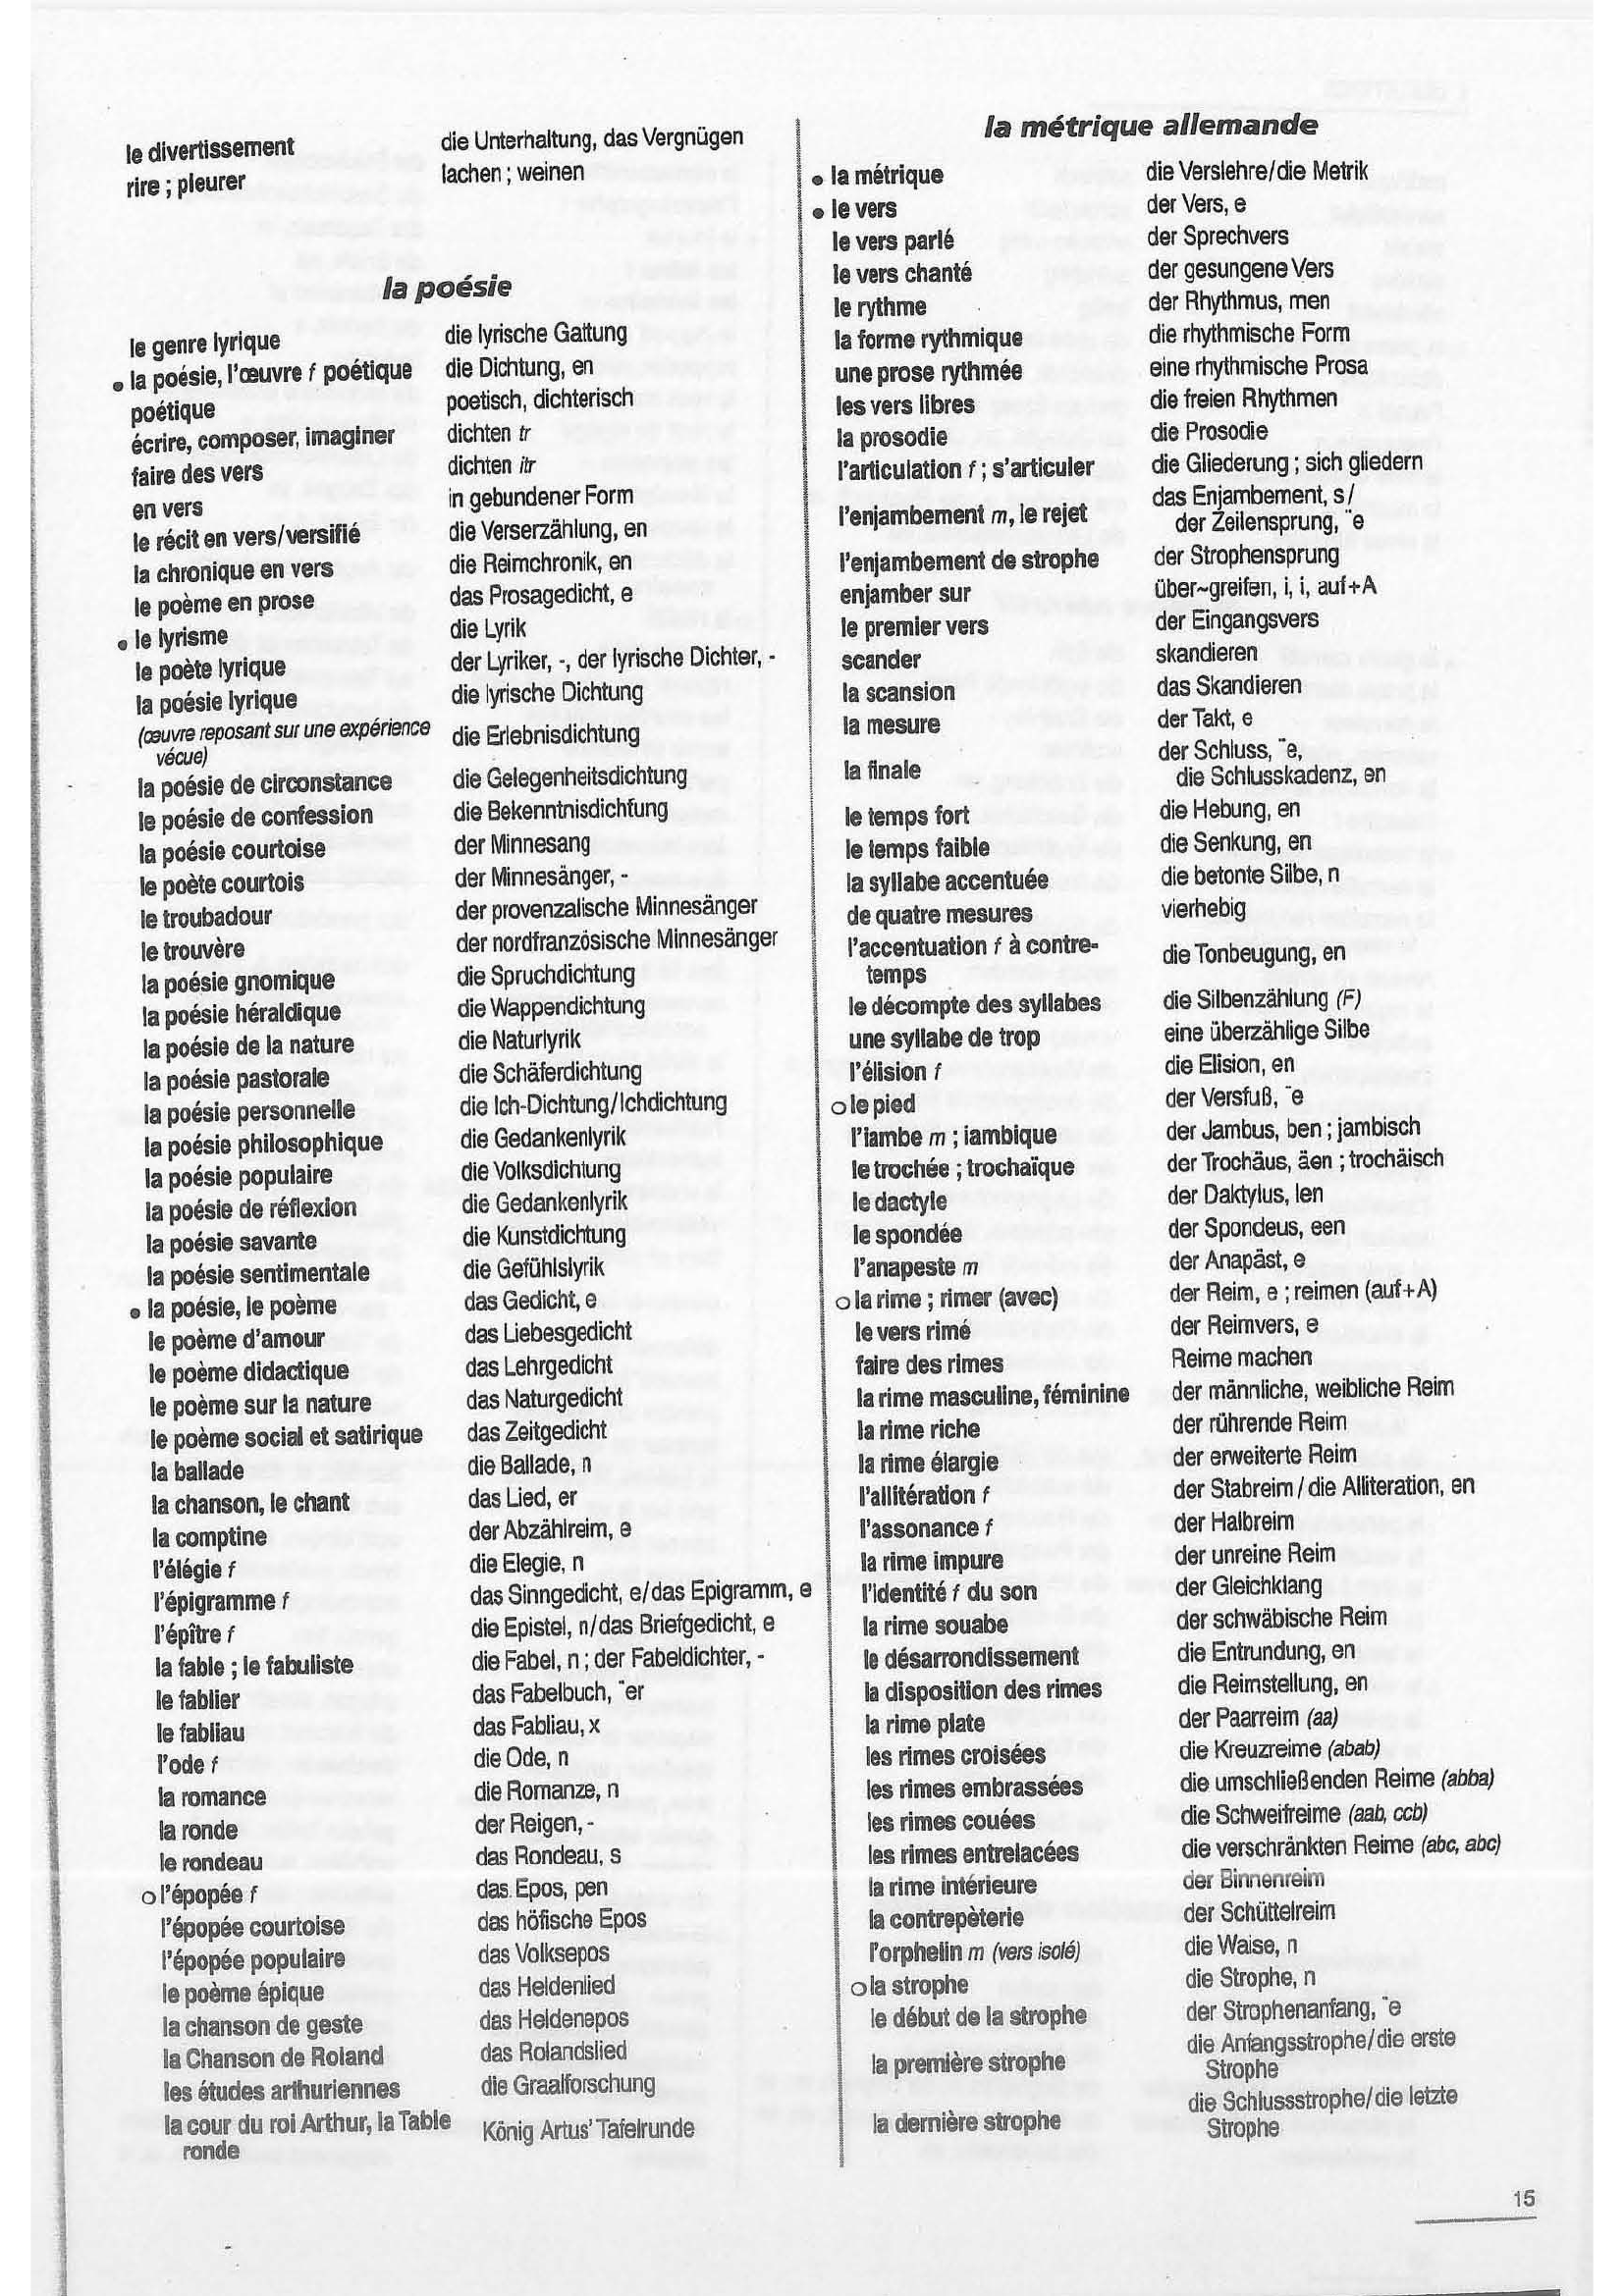 le divertissement die Unterhaltung, das Vergnügen
rire ; pleurer lachen ; weinen
la poésie
le genre lyrique die lyrische Gattung
• la poésie, l'œuvre f poétique die Dichtung, en
poétique poetisch, dichterisch
écrire, composer, imaginer dichten tr
faire des vers dichten itr
en vers in gebundener Form
le récit en vers/versifié die Verserzählung, en
la chronique en vers die Reimchronik, en
le poème en prose das Prosagedicht, e
• le lyrisme die Lyrik
le poète lyrique der Lyriker, -, der lyrische Dichter, -
la poésie lyrique die lyrische Dichtung
(œuvre reposant sur une expérience die Erlebnisdichtung
vécue)
la poésie de circonstance die Gelegenheitsdichtung
le poésie de confession die Bekenntnisdichtung
la poésie courtoise der Minnesang
le poète courtois der Minnesänger, -
le troubadour der provenzalische Minnesänger
le trouvère der nordfranzösische Minnesänger
la poésie gnomique die Spruchdichtung
la poésie héraldique die Wappendichtung
la poésie de la nature die Naturlyrik
la poésie pastorale die Schäferdichtung
la poésie personnelle die Ich-Dichtung/Ichdichtung
la poésie philosophique die Gedankenlyrik
la poésie populaire die Volksdichtung
la poésie de réflexion die Gedankenlyrik
la poésie savante die Kunstdichtung
la poésie sentimentale die Gefühlslyrik
• la poésie, le poème das Gedicht, e
le poème d'amour das Liebesgedicht
le poème didactique das Lehrgedicht
le poème sur la nature das Naturgedicht
le poème social et satirique das Zeitgedicht
la ballade die Ballade, n
la chanson, le chant das Lied, er
la comptine der Abzählreim, e
l'élégie f die Elegie, n
l'épigramme f das Sinngedicht, e/das Epigramm, e
l'épître f die Epistel, n/das Briefgedicht, e
la fable ; le fabuliste die Fabel, n ; der Fabeldichter, -
le fablier das Fabelbuch, ¨er
le fabliau das Fabliau, x
l'ode f die Ode, n
la romance die Romanze, n
la ronde der Reigen, -
le rondeau das Rondeau, s
o l'épopée f das Epos, pen
l'épopée courtoise das höfische Epos
l'épopée populaire das Volksepos
le poème épique das Heldenlied
la chanson de geste das Heldenepos
la Chanson de Roland das Rolandslied
les études arthuriennes die Graalforschung
la cour du roi Arthur, la Table König Artus' Tafelrunde
ronde
la métrique allemande
• la métrique die Verslehre/die Metrik
• le vers der Vers, e
le vers parlé der Sprechvers
le vers chanté der gesungene Vers
le rythme der Rhythmus, men
la forme rythmique die rhythmische Form
une prose rythmée eine rhythmische Prosa
les vers libres die freien Rhythmen
la prosodie die Prosodie
l'articulation f ; s'articuler die Gliederung ; sich gliedern
l'enjambement m, le rejet das Enjambement, s/
der Zeilensprung, ¨e
l'enjambement de strophe der Strophensprung
enjamber sur über~greifen, i, i, auf+A
le premier vers der Eingangsvers
scander skandieren
la scansion das Skandieren
la mesure der Takt, e
la finale der Schluss, ¨e,
die Schlusskadenz, en
le temps fort die Hebung, en
le temps faible die Senkung, en
la syllabe accentuée die betonte Silbe, n
de quatre mesures vierhebig
l'accentuation f à contre- die Tonbeugung, en
temps
le décompte des syllabes die Silbenzählung (F)
une syllabe de trop eine überzählige Silbe
l'élision f die Elision, en
o le pied der Versfuß, ¨e
l'iambe m ; iambique der Jambus, ben ; jambisch
le trochée ; trochaïque der Trochäus, äen ; trochäisch
le dactyle der Daktylus, len
le spondée der Spondeus, een
l'anapeste m der Anapäst, e
o la rime ; rimer (avec) der Reim, e ; reimen (auf+A)
le vers rimé der Reimvers, e
faire des rimes Reime machen
la rime masculine, féminine der männliche, weibliche Reim
la rime riche der rührende Reim
la rime élargie der erweiterte Reim
l'allitération f der Stabreim / die Alliteration, en
l'assonance f der Halbreim
la rime impure der unreine Reim
l'identité f du son der Gleichklang
la rime souabe der schwäbische Reim
le désarrondissement die Entrundung, en
la disposition des rimes die Reimstellung, en
la rime plate der Paarreim (aa)
les rimes croisées die Kreuzreime (abab)
les rimes embrassées die umschließenden Reime (abba)
les rimes couées die Schweifreime (aab, ccb)
les rimes entrelacées die verschränkten Reime (abc, abc)
la rime intérieure der Binnenreim
la contrepèterie der Schüttelreim
l'orphelin m (vers isolé) die Waise, n
o la strophe die Strophe, n
le début de la strophe der Strophenanfang, ¨e
la première strophe die Anfangsstrophe/die erste
Strophe
la dernière strophe die Schlussstrophe/die letzte
Strophe
15